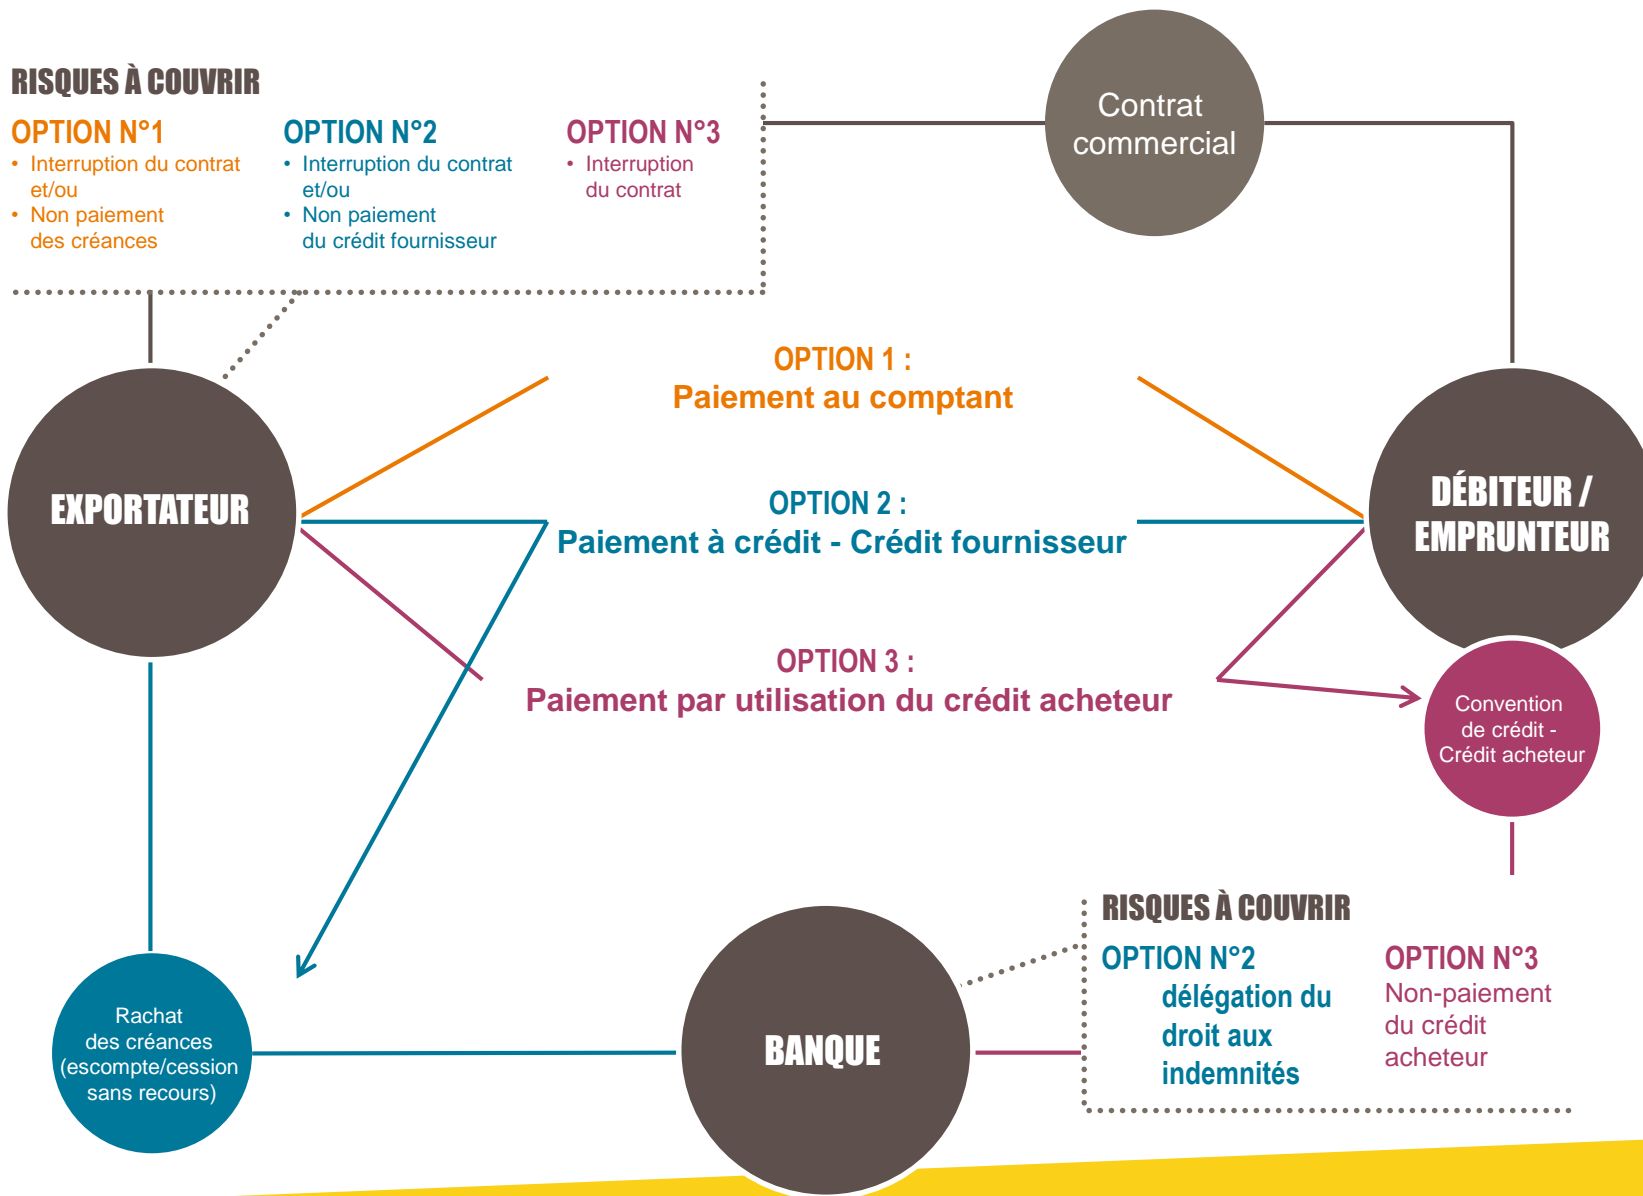 RISQUES À COUVRIR
OPTION N°1
• Interruption du contrat
et/ou
• Non paiement
des créances
OPTION N°2
• Interruption du contrat
et/ou
• Non paiement
du crédit fournisseur
OPTION N°3
• Interruption
du contrat
Contrat
commercial
OPTION 1 :
Paiement au comptant
EXPORTATEUR
OPTION 2 :
Paiement à crédit - Crédit fournisseur
DÉBITEUR /
EMPRUNTEUR
OPTION 3 :
Paiement par utilisation du crédit acheteur
Convention
de crédit -
Crédit acheteur
Rachat
des créances
(escompte/cession
sans recours)
BANQUE
RISQUES À COUVRIR
OPTION N°2
délégation du
droit aux
indemnités
OPTION N°3
Non-paiement
du crédit
acheteur